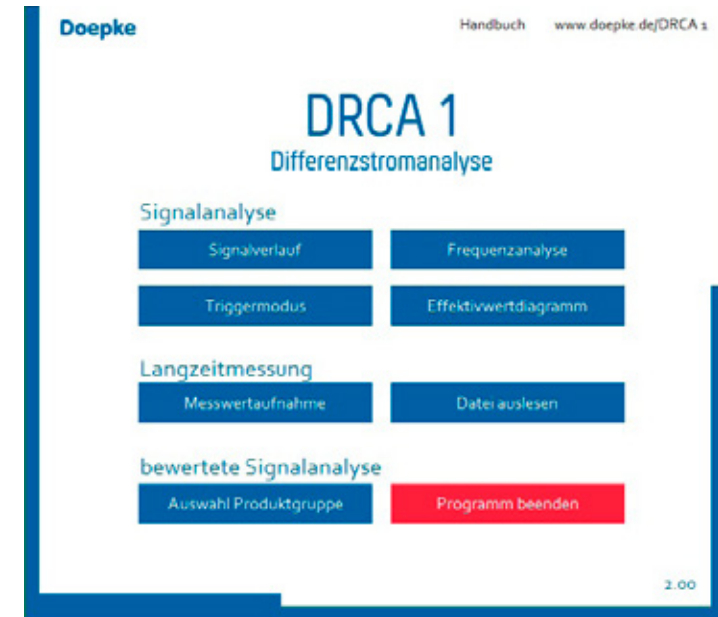 Doepke Handbuch www.doepke.de/DRCA 1
DRCA 1
Differenzstromanalyse
Signalanalyse
Signalverlauf Frequenzanalyse
Triggermodus Effektivwertdiagramm
Langzeitmessung
Messwertaufnahme Datei auslesen
bewertete Signalanalyse
Auswahl Produktgruppe Programm beenden
2.00